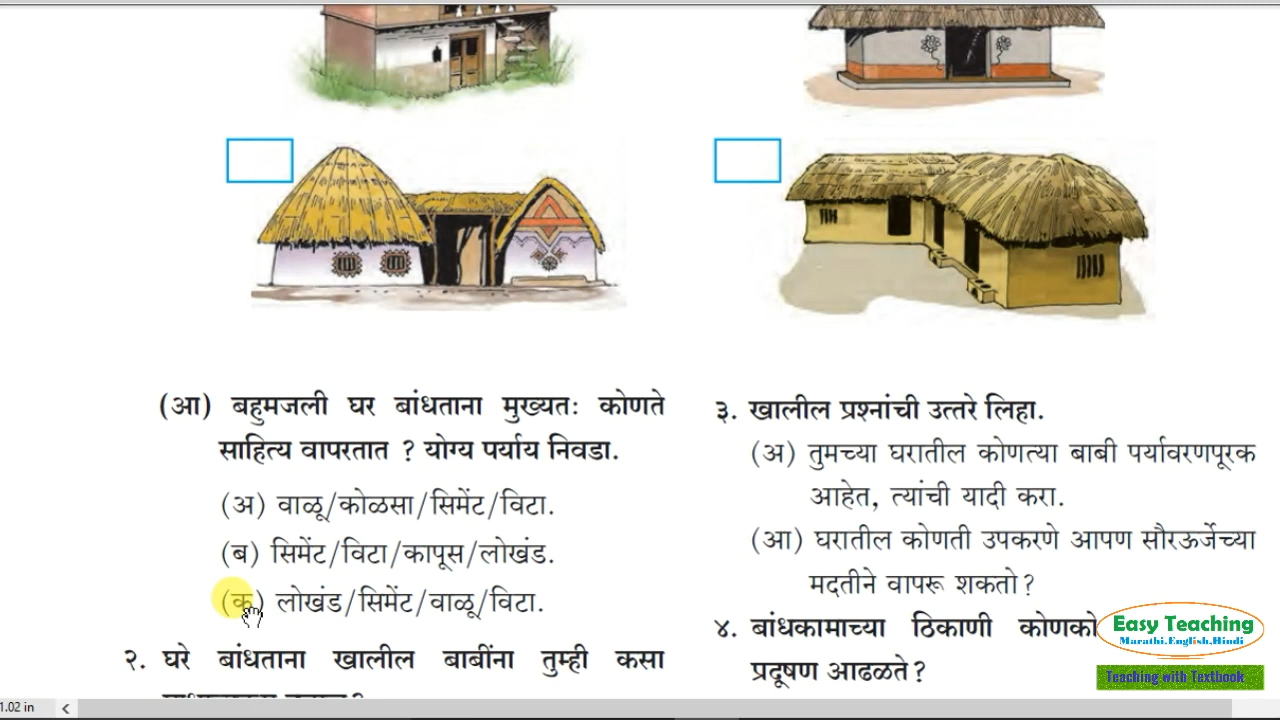 (आ) बहुमजली घर बांधताना मुख्यतः कोणते
साहित्य वापरतात ? योग्य पर्याय निवडा.
(अ) वाळू/कोळसा/सिमेंट/विटा.
(ब) सिमेंट/विटा/कापूस/लोखंड.
(क) लोखंड/सिमेंट/वाळू/विटा.
२. घरे बांधताना खालील बाबींना तुम्ही कसा
३. खालील प्रश्नांची उत्तरे लिहा.
(अ) तुमच्या घरातील कोणत्या बाबी पर्यावरणपूरक
आहेत, त्यांची यादी करा.
(आ) घरातील कोणती उपकरणे आपण सौरऊर्जेच्या
मदतीने वापरू शकतो?
४. बांधकामाच्या ठिकाणी
प्रदूषण आढळते?
Easy Teaching
Marathi.English.Hindi
Teaching with Textbook
1.02 in